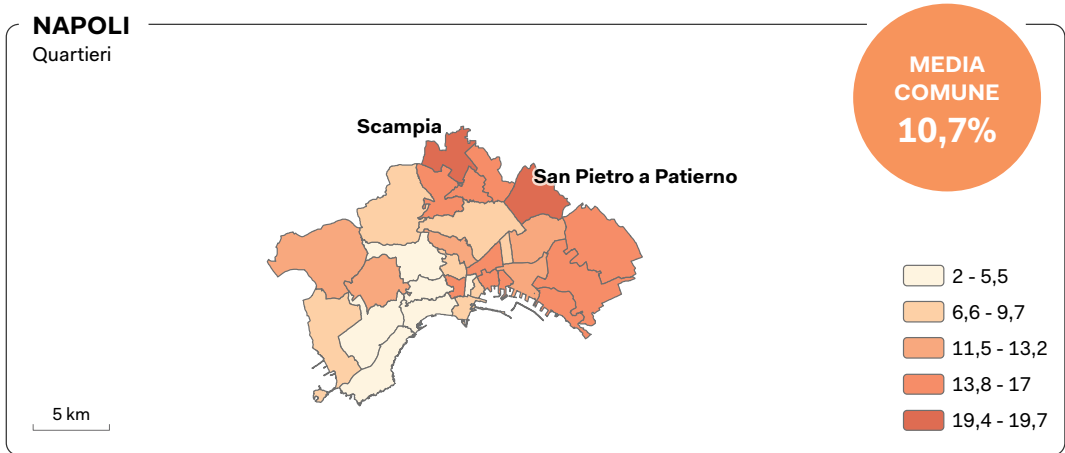 NAPOLI
Quartieri
MEDIA
COMUNE
10,7%
Scampia
San Pietro a Patierno
2 - 5,5
6,6 - 9,7
11,5 - 13,2
13,8 - 17
19,4 - 19,7
5 km